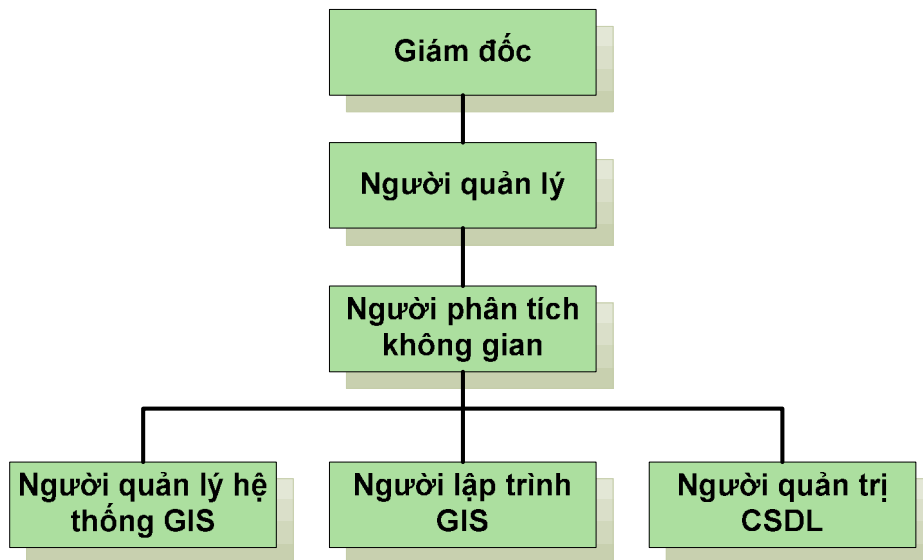 Giám đốc
Người quản lý
Người phân tích
không gian
Người quản lý hệ
thống GIS
Người lập trình
GIS
Người quản trị
CSDL